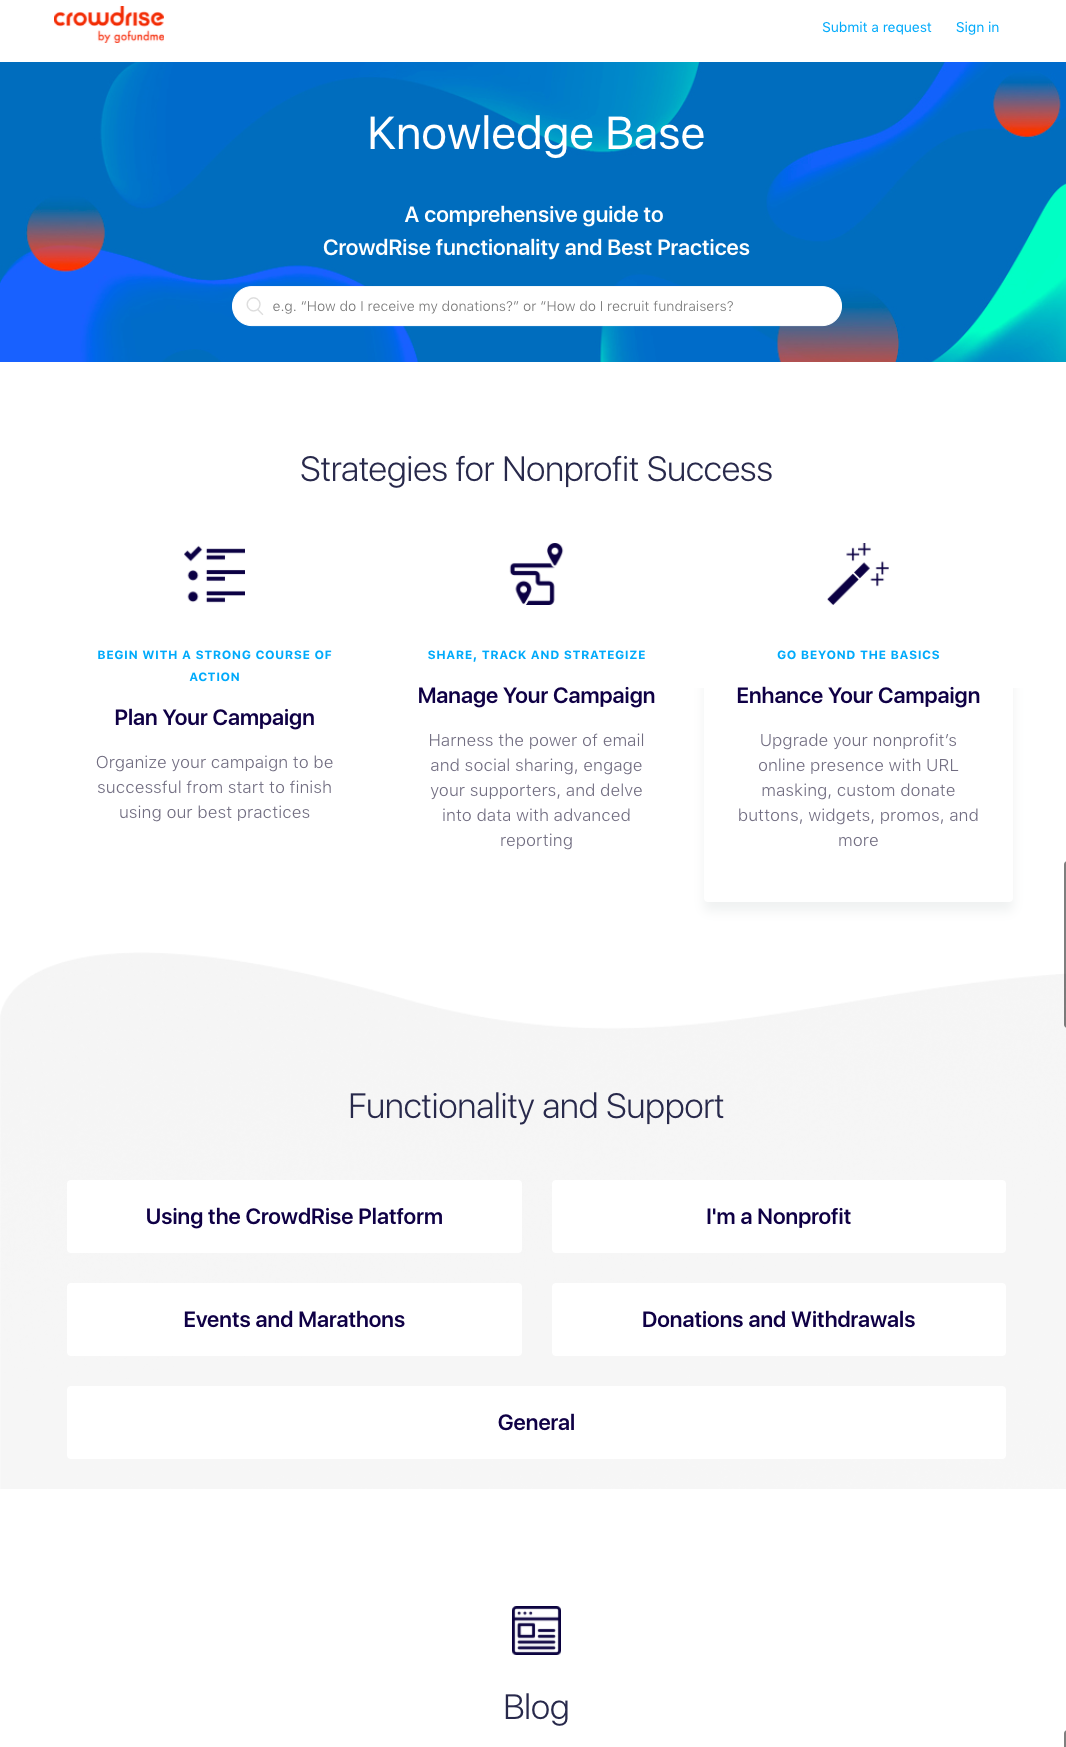 crowdrise
by gofundme
Submit a request
Sign in
Knowledge Base
A comprehensive guide to
CrowdRise functionality and Best Practices
e.g. “How do I receive my donations?” or “How do I recruit fundraisers?
Strategies for Nonprofit Success
BEGIN WITH A STRONG COURSE OF
ACTION
Plan Your Campaign
Organize your campaign to be
successful from start to finish
using our best practices
SHARE, TRACK AND STRATEGIZE
Manage Your Campaign
Harness the power of email
and social sharing, engage
your supporters, and delve
into data with advanced
reporting
GO BEYOND THE BASICS
Enhance Your Campaign
Upgrade your nonprofit’s
online presence with URL
masking, custom donate
buttons, widgets, promos, and
more
Functionality and Support
Using the CrowdRise Platform
I'm a Nonprofit
Events and Marathons
Donations and Withdrawals
General
Blog